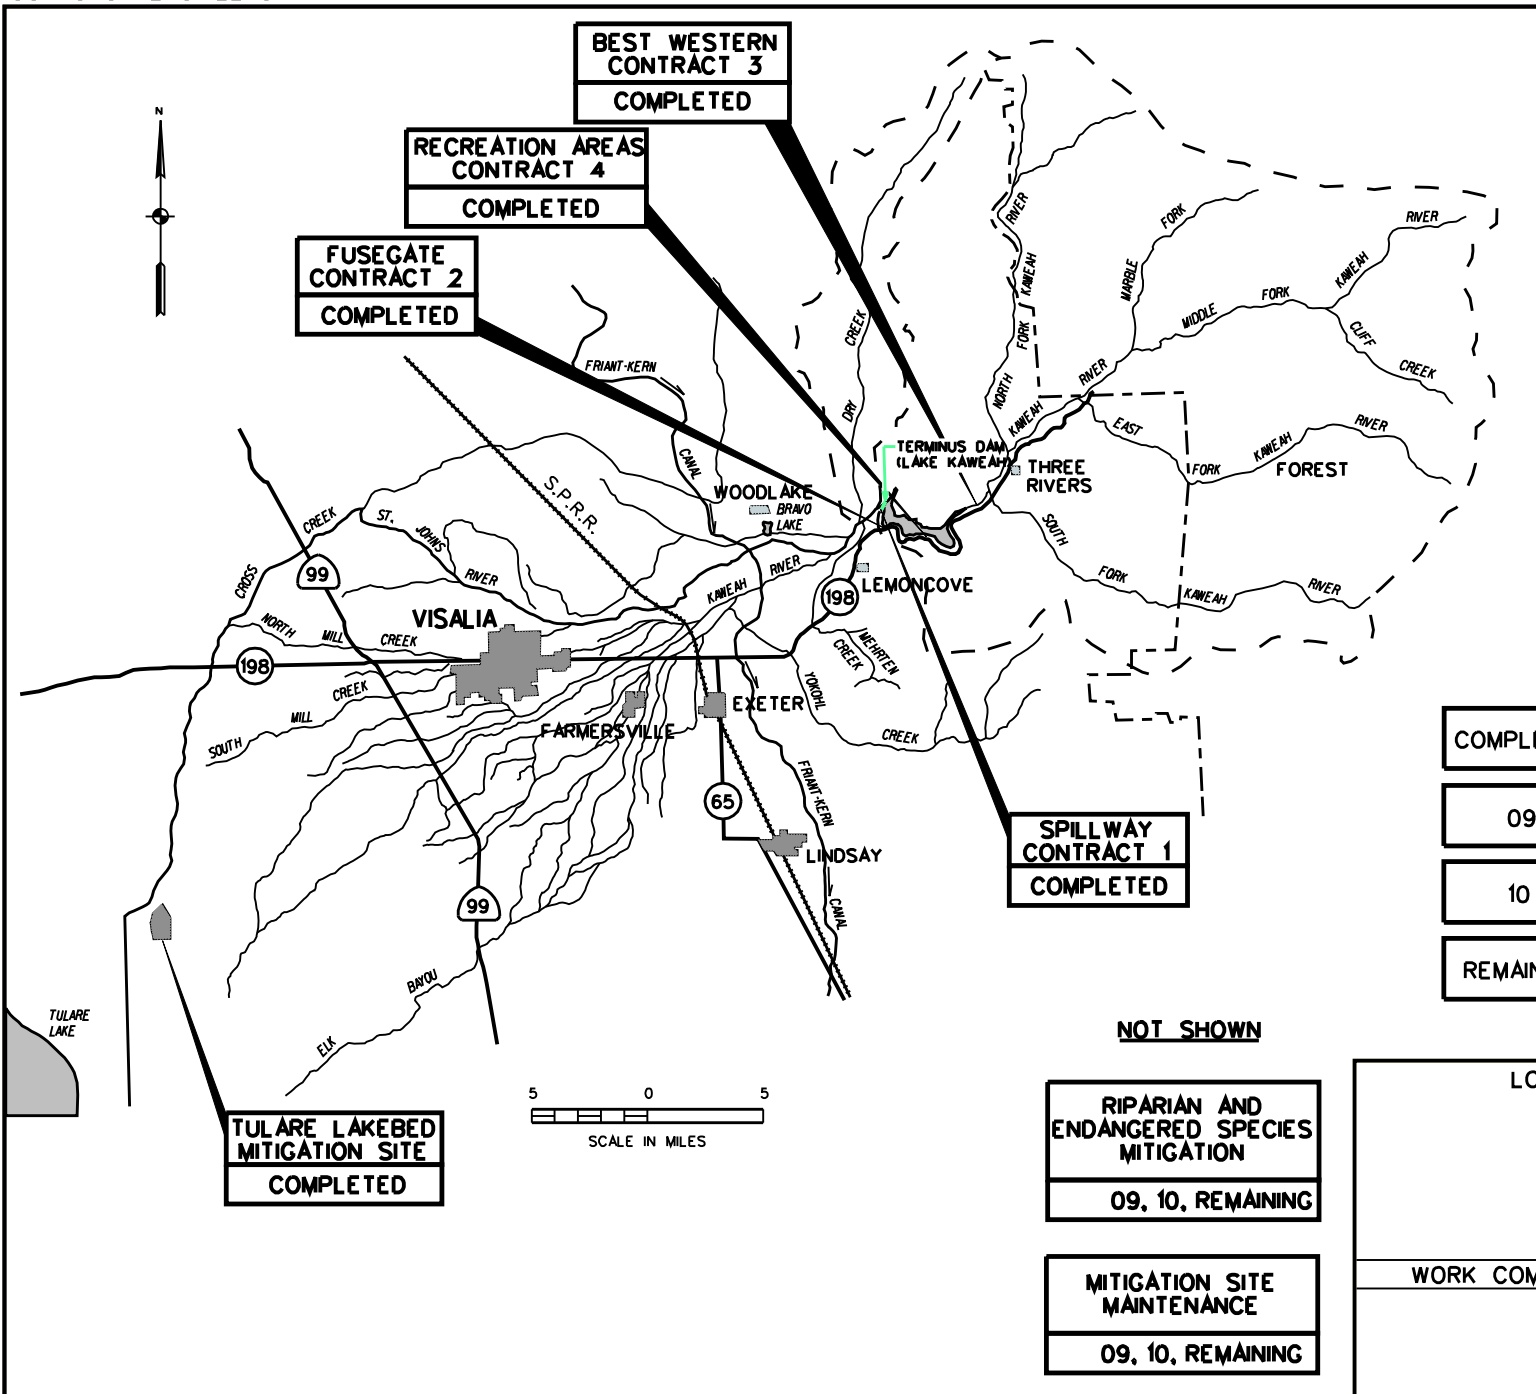 BEST WESTERN
CONTRACT 3
COMPLETED
RECREATION AREAS
CONTRACT 4
COMPLETED
FUSEGATE
CONTRACT 2
COMPLETED
N
FRIANT-KERN
CANAL
S.P.R.R.
DRY
CREEK
NORTH
FORK
KAWEAH
RIVER
MARBLE
FORK
MIDDLE
FORK
KAWEAH
RIVER
CLIFF
CREEK
KAWEAH
RIVER
EAST
FORK
KAWEAH
RIVER
FOREST
TERMINUS DAM
(LAKE KAWEAH)
THREE
RIVERS
WOODLAKE
BRAVO
LAKE
SOUTH
FORK
KAWEAH
RIVER
CROSS
CREEK
ST.
JOHNS
RIVER
99
KAWEAH
RIVER
LEMONCOVE
198
VISALIA
NORTH
MILL
CREEK
198
SOUTH
MILL
CREEK
MEHRTEN
CREEK
YOKOHL
CREEK
EXETER
FARMERSVILLE
65
FRIANT-KERN
CANAL
LINDSAY
99
ELK
BAYOU
TULARE
LAKE
SPILLWAY
CONTRACT 1
COMPLETED
TULARE LAKEBED
MITIGATION SITE
COMPLETED
5 0 5
SCALE IN MILES
NOT SHOWN
RIPARIAN AND
ENDANGERED SPECIES
MITIGATION
09, 10, REMAINING
MITIGATION SITE
MAINTENANCE
09, 10, REMAINING
09
10
WORK